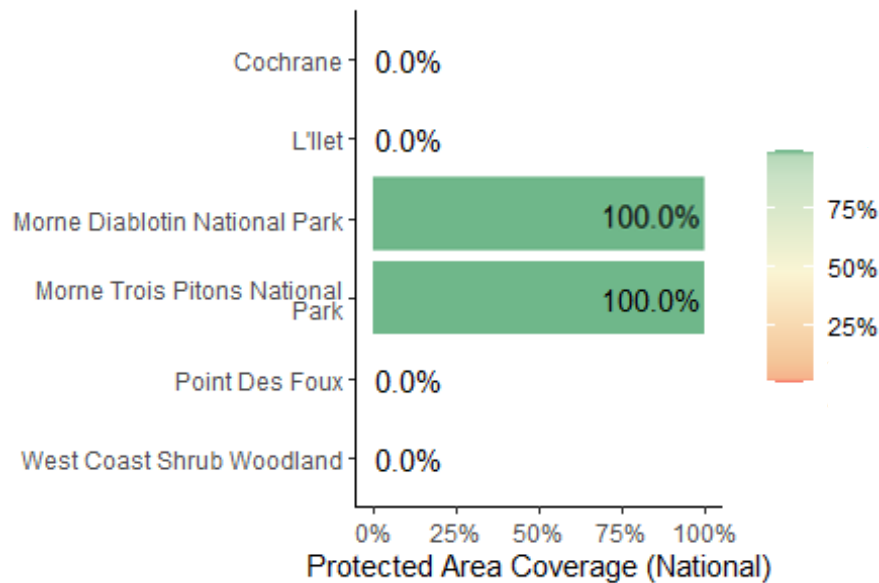 Cochrane
0.0%
L'Ilet
0.0%
Morne Diablotin National Park
100.0%
Morne Trois Pitons National
Park
100.0%
Point Des Foux
0.0%
West Coast Shrub Woodland
0.0%
75%
50%
25%
0% 25% 50% 75% 100%
Protected Area Coverage (National)